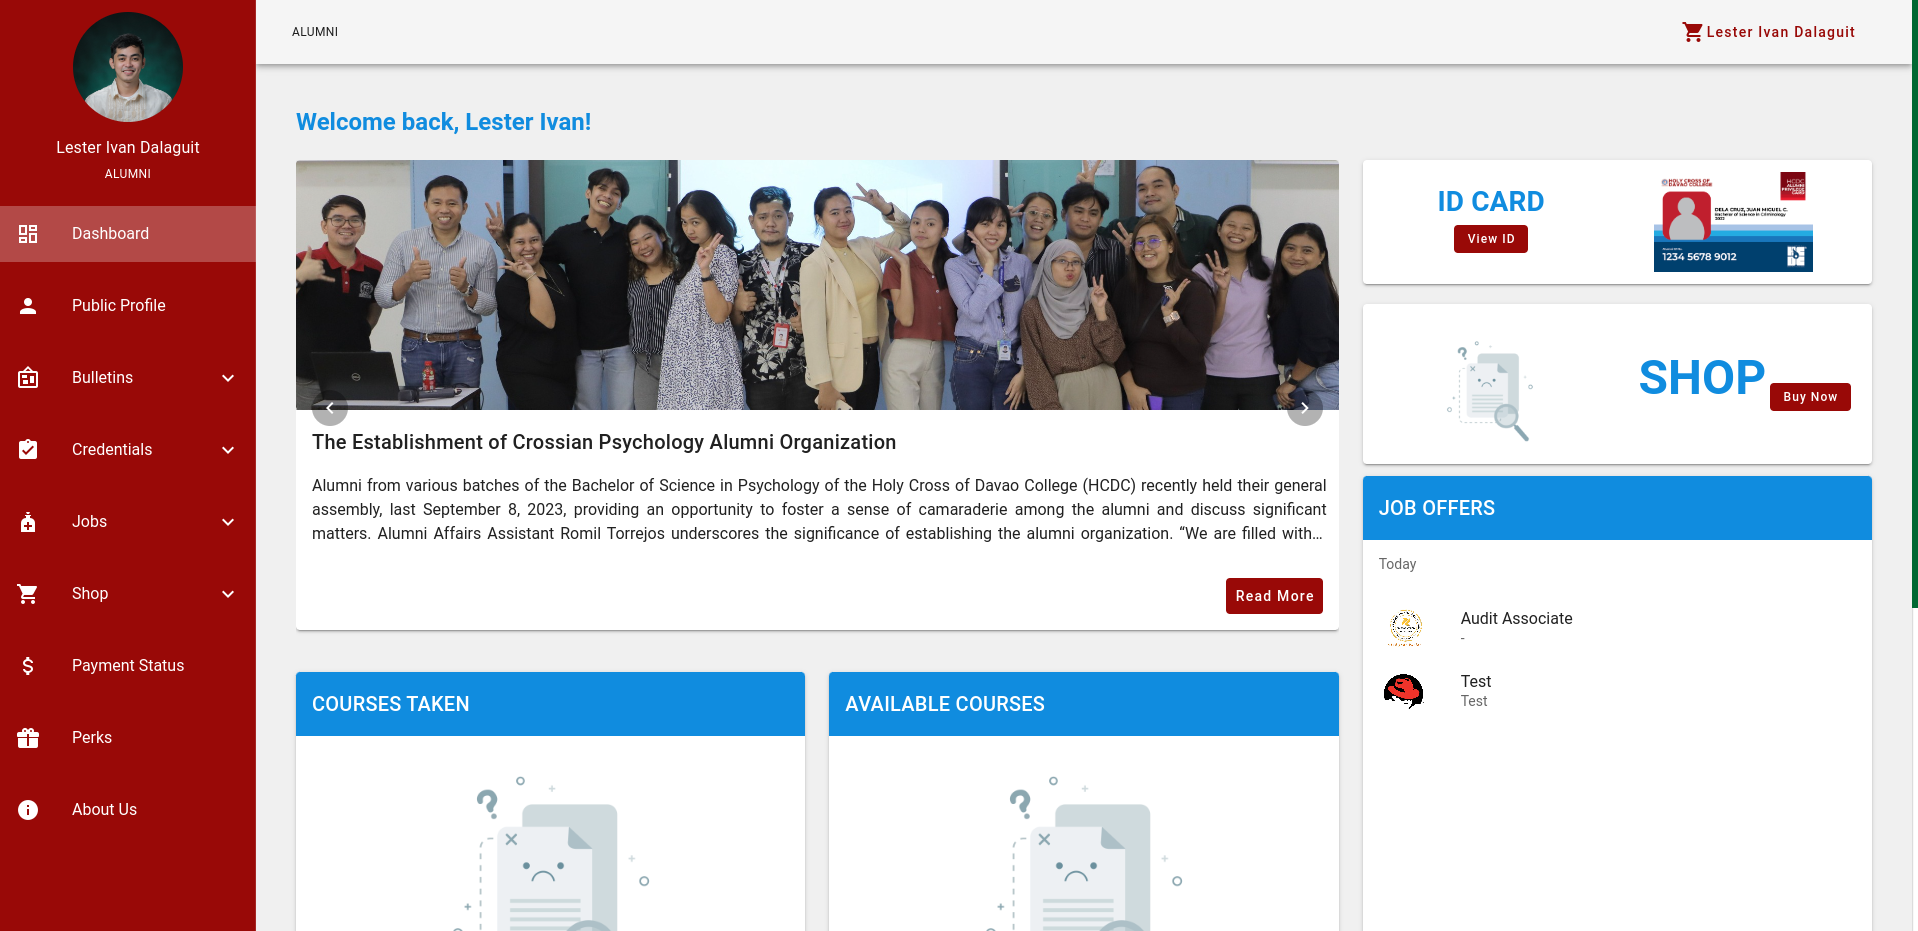 Lester Ivan Dalaguit
ALUMNI
Dashboard
Public Profile
Bulletins
Credentials
Jobs
Shop
Payment Status
Perks
About Us
ALUMNI
Lester Ivan Dalaguit
Welcome back, Lester Ivan!
The Establishment of Crossian Psychology Alumni Organization
Alumni from various batches of the Bachelor of Science in Psychology of the Holy Cross of Davao College (HCDC) recently held their general
assembly, last September 8, 2023, providing an opportunity to foster a sense of camaraderie among the alumni and discuss significant
matters. Alumni Affairs Assistant Romil Torrejos underscores the significance of establishing the alumni organization. “We are filled with…
Read More
COURSES TAKEN
AVAILABLE COURSES
ID CARD
View ID
HOLY CROSS OF
DAVAO COLLEGE
HCDC
ALUMNI
PRIVILEGE
CARD
DELA CRUZ, JUAN MIGUEL C.
Bachelor of Science in Criminology
1234 5678 9012
SHOP
Buy Now
JOB OFFERS
Today
Audit Associate
-
Test
Test